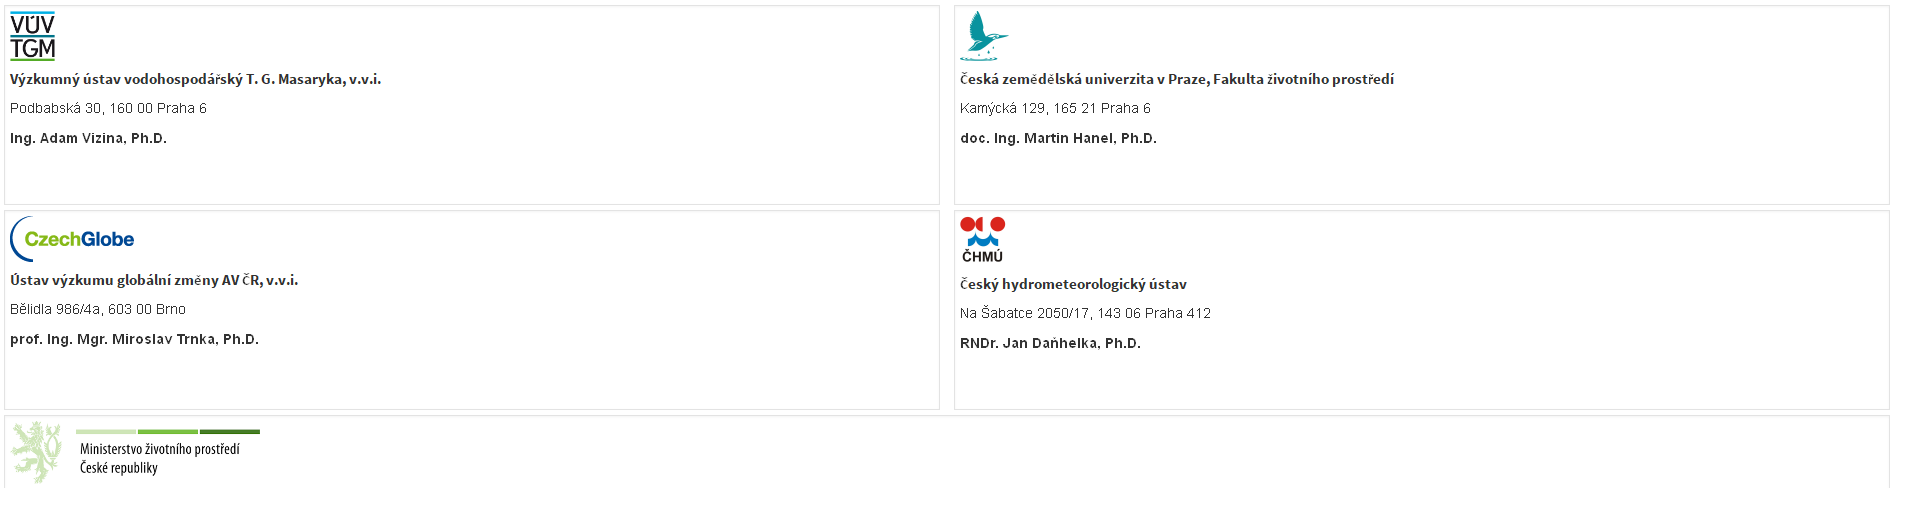 VÚV
TGM
Výzkumný ústav vodohospodářský T. G. Masaryka, v.v.i.
Podbabská 30, 160 00 Praha 6
Ing. Adam Vizina, Ph.D.
Česká zemědělská univerzita v Praze, Fakulta životního prostředí
Kamýcká 129, 165 21 Praha 6
doc. Ing. Martin Hanel, Ph.D.
CzechGlobe
Ústav výzkumu globální změny AV ČR, v.v.i.
Bělidla 986/4a, 603 00 Brno
prof. Ing. Mgr. Miroslav Trnka, Ph.D.
ČHMÚ
Český hydrometeorologický ústav
Na Šabatce 2050/17, 143 06 Praha 412
RNDr. Jan Daňhelka, Ph.D.
Ministerstvo životního prostředí
České republiky